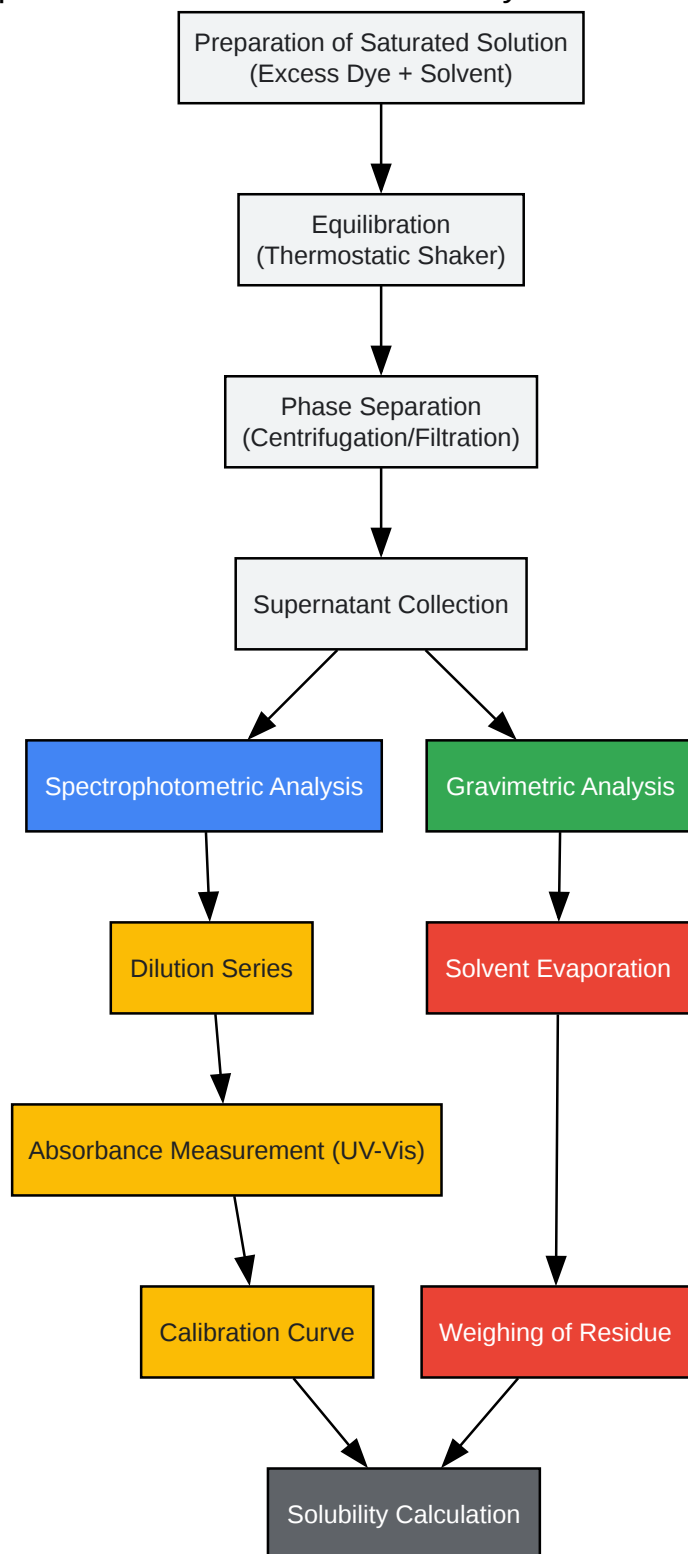 Preparation of Saturated Solution
(Excess Dye + Solvent)
Equilibration
(Thermostatic Shaker)
Phase Separation
(Centrifugation/Filtration)
Supernatant Collection
Spectrophotometric Analysis
Gravimetric Analysis
Dilution Series
Solvent Evaporation
Absorbance Measurement (UV-Vis)
Calibration Curve
Weighing of Residue
Solubility Calculation